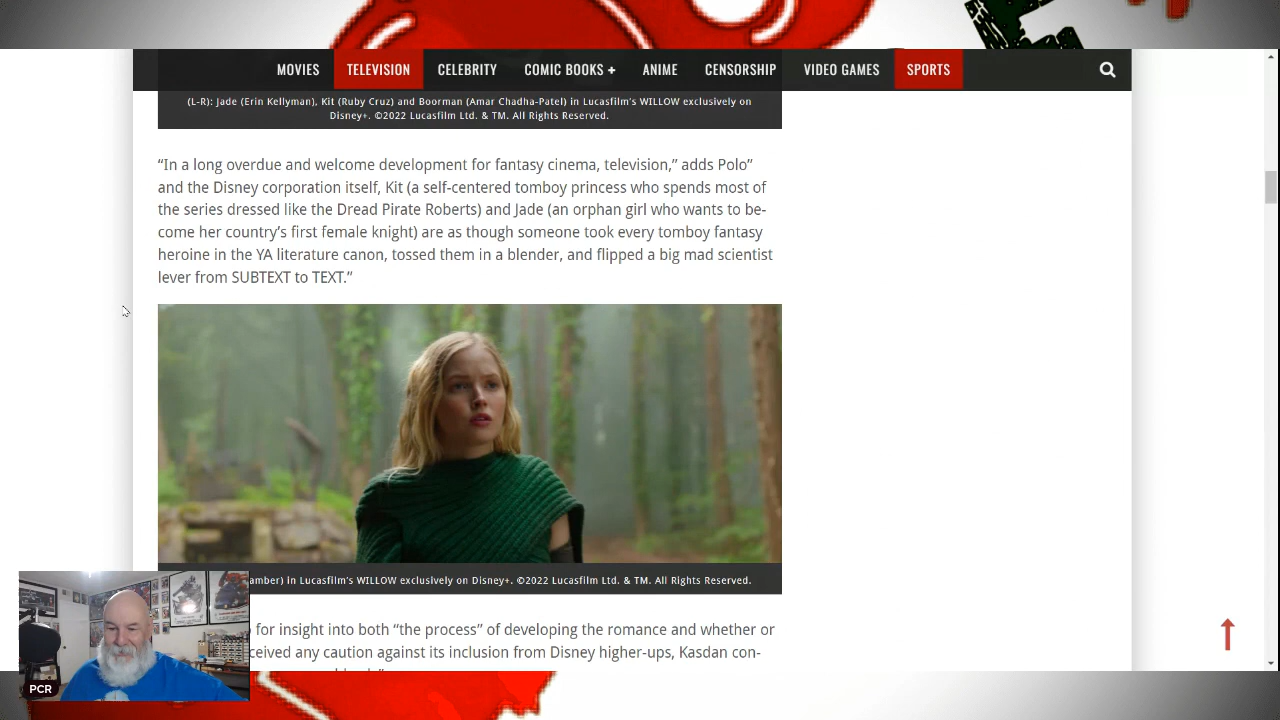 MOVIES TELEVISION CELEBRITY COMIC BOOKS + ANIME CENSORSHIP VIDEO GAMES SPORTS
(L-R): Jade (Erin Kellyman), Kit (Ruby Cruz) and Boorman (Amar Chadha-Patel) in Lucasfilm's WILLOW exclusively on
Disney+. ©2022 Lucasfilm Ltd. & TM. All Rights Reserved.
“In a long overdue and welcome development for fantasy cinema, television,” adds Polo”
and the Disney corporation itself, Kit (a self-centered tomboy princess who spends most of
the series dressed like the Dread Pirate Roberts) and Jade (an orphan girl who wants to be-
come her country’s first female knight) are as though someone took every tomboy fantasy
heroine in the YA literature canon, tossed them in a blender, and flipped a big mad scientist
lever from SUBTEXT to TEXT.”
in Lucasfilm's WILLOW exclusively on Disney+. ©2022 Lucasfilm Ltd. & TM. All Rights Reserved.
for insight into both “the process” of developing the romance and whether or
any caution against its inclusion from Disney higher-ups, Kasdan con-
PCR